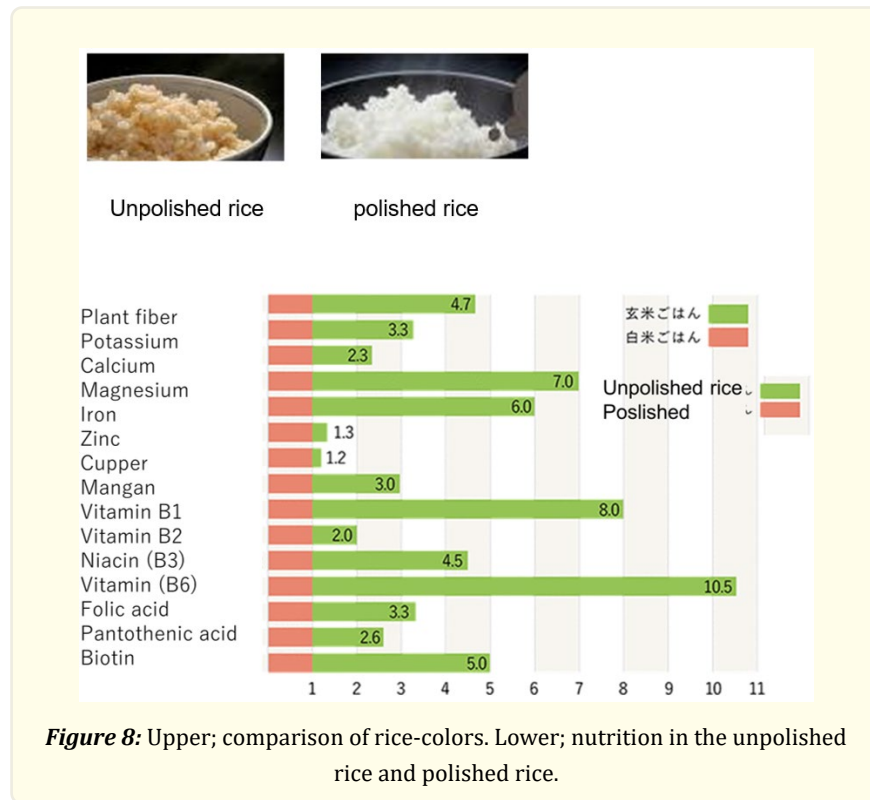 Unpolished rice
polished rice
Plant fiber
Potassium
Calcium
Magnesium
Iron
Zinc
Cupper
Mangan
Vitamin B1
Vitamin B2
Niacin (B3)
Vitamin (B6)
Folic acid
Pantothenic acid
Biotin
4.7
3.3
2.3
7.0
6.0
1.3
1.2
3.0
8.0
2.0
4.5
10.5
3.3
2.6
5.0
玄米ごはん
白米ごはん
Unpolished rice
Poslished
1 2 3 4 5 6 7 8 9 10 11
Figure 8: Upper; comparison of rice-colors. Lower; nutrition in the unpolished
rice and polished rice.